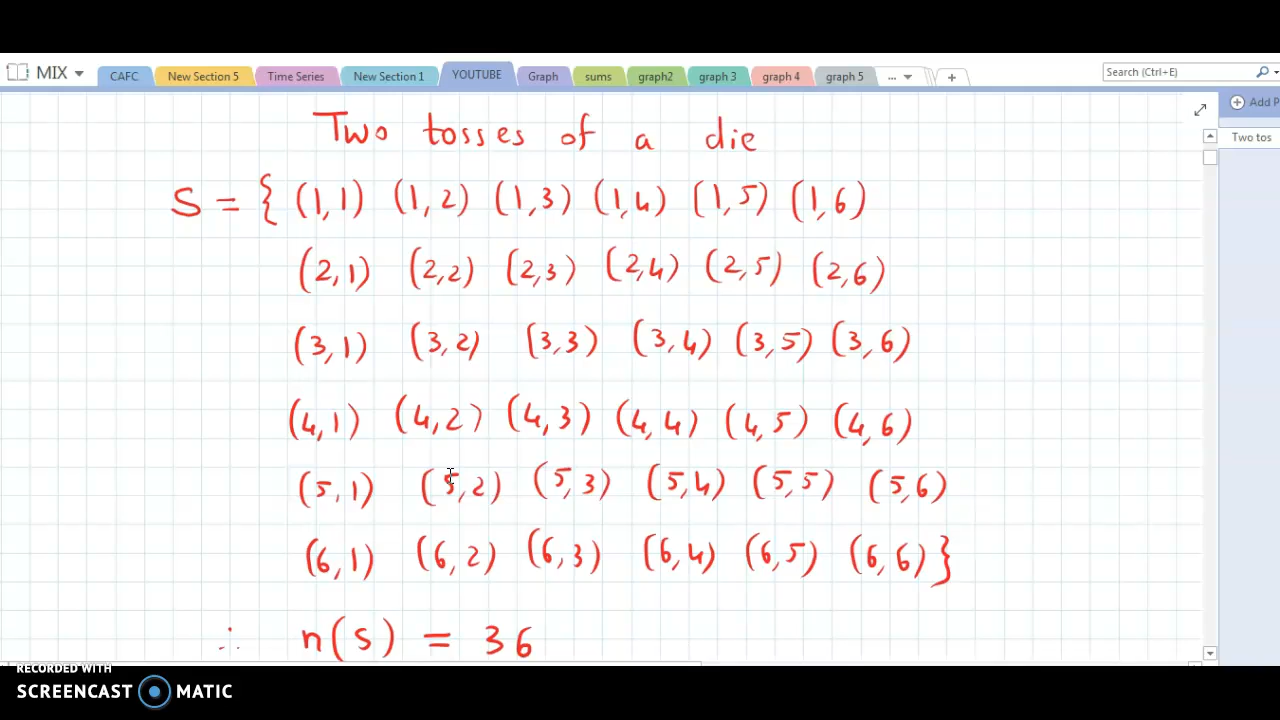 MIX CAFC New Section 5 Time Series New Section 1 YOUTUBE Graph sums graph2 graph 3 graph 4 graph 5 ... + Search (Ctrl+E)
Add P
Two tosses of a die
Two tos
S = { (1,1) (1,2) (1,3) (1,4) (1,5) (1,6)
(2,1) (2,2) (2,3) (2,4) (2,5) (2,6)
(3,1) (3,2) (3,3) (3,4) (3,5) (3,6)
(4,1) (4,2) (4,3) (4,4) (4,5) (4,6)
(5,1) (5,2) (5,3) (5,4) (5,5) (5,6)
(6,1) (6,2) (6,3) (6,4) (6,5) (6,6) }
∴ n(s) = 36
RECORDED WITH
SCREENCAST MATIC